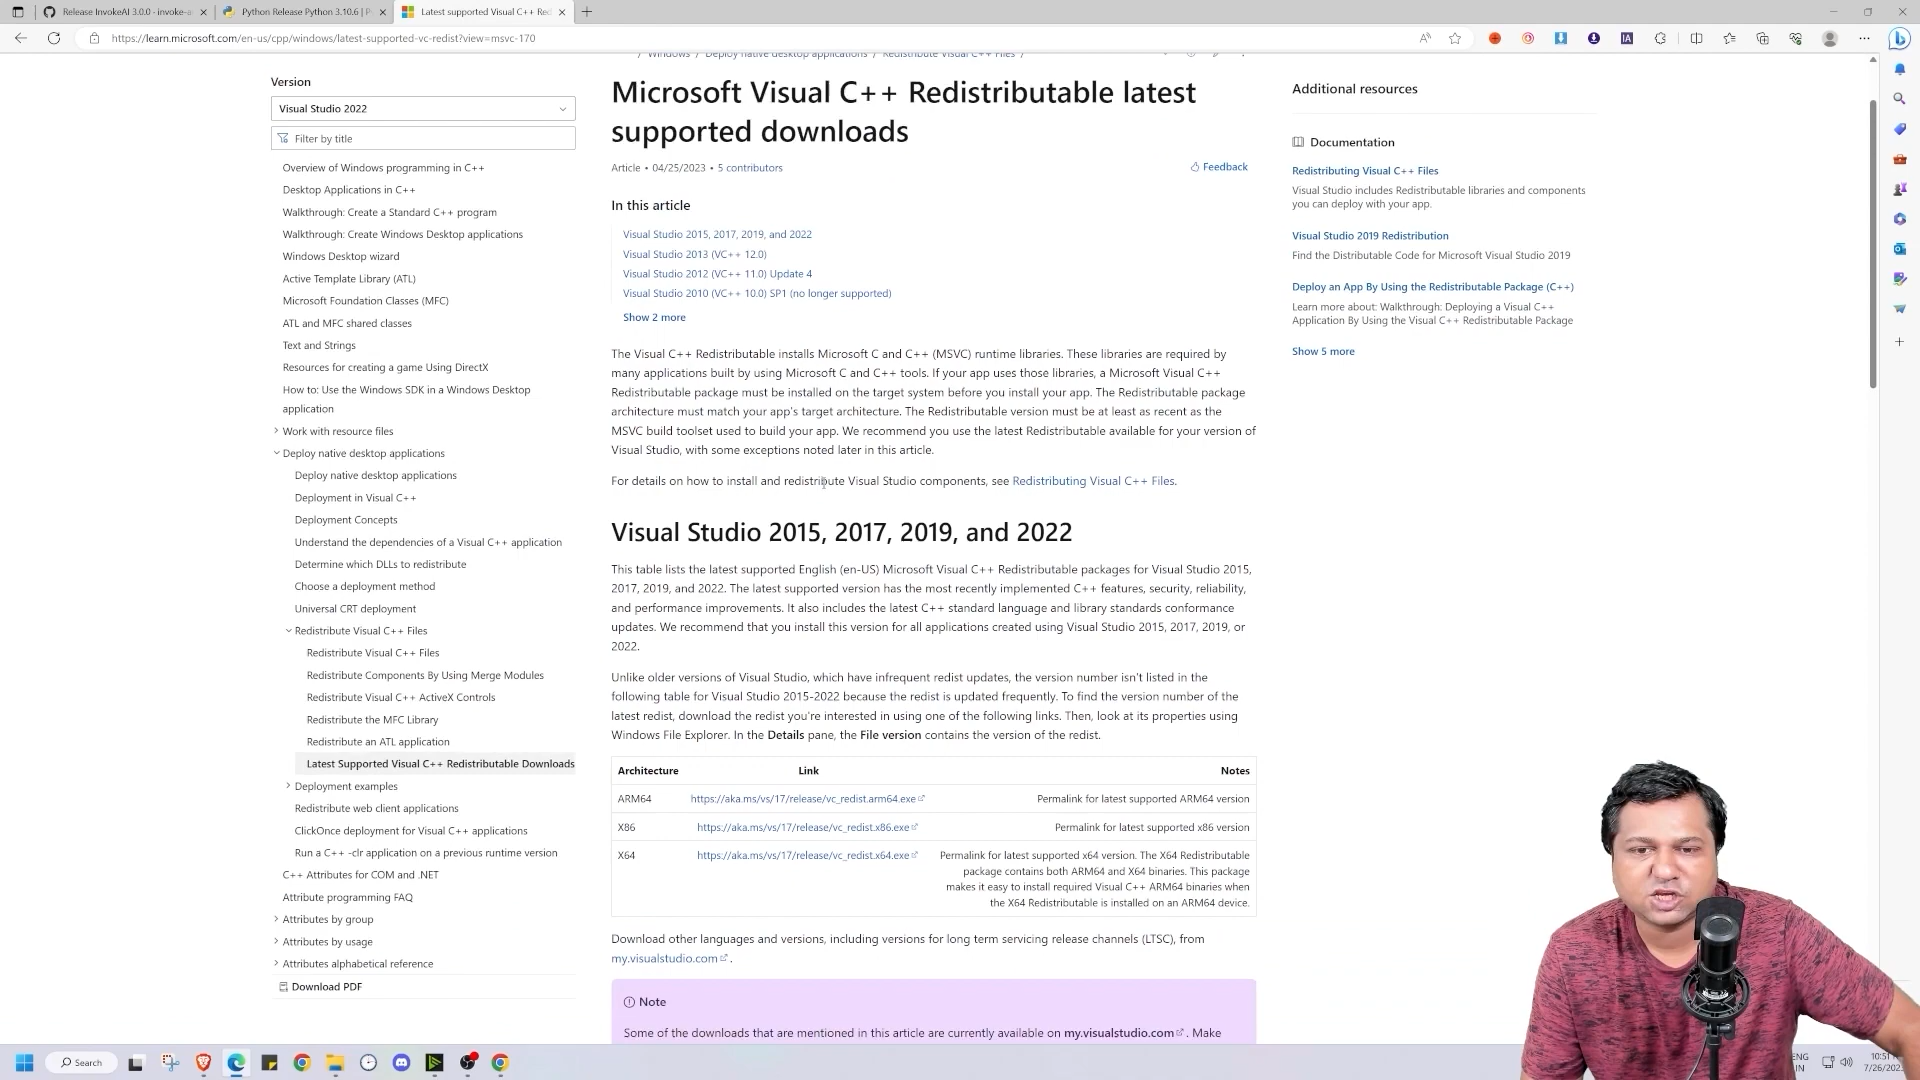 Release InvokeAI 3.0.0 - invoke-a
Python Release Python 3.10.6 | P
Latest supported Visual C++ Red
https://learn.microsoft.com/en-us/cpp/windows/latest-supported-vc-redist?view=msvc-170
/ Windows / Deploy native desktop applications / Redistribute Visual C++ Files /
Version
Visual Studio 2022
Filter by title
Overview of Windows programming in C++
Desktop Applications in C++
Walkthrough: Create a Standard C++ program
Walkthrough: Create Windows Desktop applications
Windows Desktop wizard
Active Template Library (ATL)
Microsoft Foundation Classes (MFC)
ATL and MFC shared classes
Text and Strings
Resources for creating a game Using DirectX
How to: Use the Windows SDK in a Windows Desktop
application
Work with resource files
Deploy native desktop applications
Deploy native desktop applications
Deployment in Visual C++
Deployment Concepts
Understand the dependencies of a Visual C++ application
Determine which DLLs to redistribute
Choose a deployment method
Universal CRT deployment
Redistribute Visual C++ Files
Redistribute Visual C++ Files
Redistribute Components By Using Merge Modules
Redistribute Visual C++ ActiveX Controls
Redistribute the MFC Library
Redistribute an ATL application
Latest Supported Visual C++ Redistributable Downloads
Deployment examples
Redistribute web client applications
ClickOnce deployment for Visual C++ applications
Run a C++ -clr application on a previous runtime version
C++ Attributes for COM and .NET
Attribute programming FAQ
Attributes by group
Attributes by usage
Attributes alphabetical reference
Download PDF
Microsoft Visual C++ Redistributable latest
supported downloads
Article • 04/25/2023 • 5 contributors
Feedback
In this article
Visual Studio 2015, 2017, 2019, and 2022
Visual Studio 2013 (VC++ 12.0)
Visual Studio 2012 (VC++ 11.0) Update 4
Visual Studio 2010 (VC++ 10.0) SP1 (no longer supported)
Show 2 more
The Visual C++ Redistributable installs Microsoft C and C++ (MSVC) runtime libraries. These libraries are required by
many applications built by using Microsoft C and C++ tools. If your app uses those libraries, a Microsoft Visual C++
Redistributable package must be installed on the target system before you install your app. The Redistributable package
architecture must match your app's target architecture. The Redistributable version must be at least as recent as the
MSVC build toolset used to build your app. We recommend you use the latest Redistributable available for your version of
Visual Studio, with some exceptions noted later in this article.
For details on how to install and redistribute Visual Studio components, see Redistributing Visual C++ Files.
Visual Studio 2015, 2017, 2019, and 2022
This table lists the latest supported English (en-US) Microsoft Visual C++ Redistributable packages for Visual Studio 2015,
2017, 2019, and 2022. The latest supported version has the most recently implemented C++ features, security, reliability,
and performance improvements. It also includes the latest C++ standard language and library standards conformance
updates. We recommend that you install this version for all applications created using Visual Studio 2015, 2017, 2019, or
2022.
Unlike older versions of Visual Studio, which have infrequent redist updates, the version number isn't listed in the
following table for Visual Studio 2015-2022 because the redist is updated frequently. To find the version number of the
latest redist, download the redist you're interested in using one of the following links. Then, look at its properties using
Windows File Explorer. In the Details pane, the File version contains the version of the redist.
Architecture Link Notes
ARM64 https://aka.ms/vs/17/release/vc_redist.arm64.exe Permalink for latest supported ARM64 version
X86 https://aka.ms/vs/17/release/vc_redist.x86.exe Permalink for latest supported x86 version
X64 https://aka.ms/vs/17/release/vc_redist.x64.exe Permalink for latest supported x64 version. The X64 Redistributable
package contains both ARM64 and X64 binaries. This package
makes it easy to install required Visual C++ ARM64 binaries when
the X64 Redistributable is installed on an ARM64 device.
Download other languages and versions, including versions for long term servicing release channels (LTSC), from
my.visualstudio.com .
Note
Some of the downloads that are mentioned in this article are currently available on my.visualstudio.com . Make
Additional resources
Documentation
Redistributing Visual C++ Files
Visual Studio includes Redistributable libraries and components
you can deploy with your app.
Visual Studio 2019 Redistribution
Find the Distributable Code for Microsoft Visual Studio 2019
Deploy an App By Using the Redistributable Package (C++)
Learn more about: Walkthrough: Deploying a Visual C++
Application By Using the Visual C++ Redistributable Package
Show 5 more
Search
ENG
IN
10:51
7/26/202